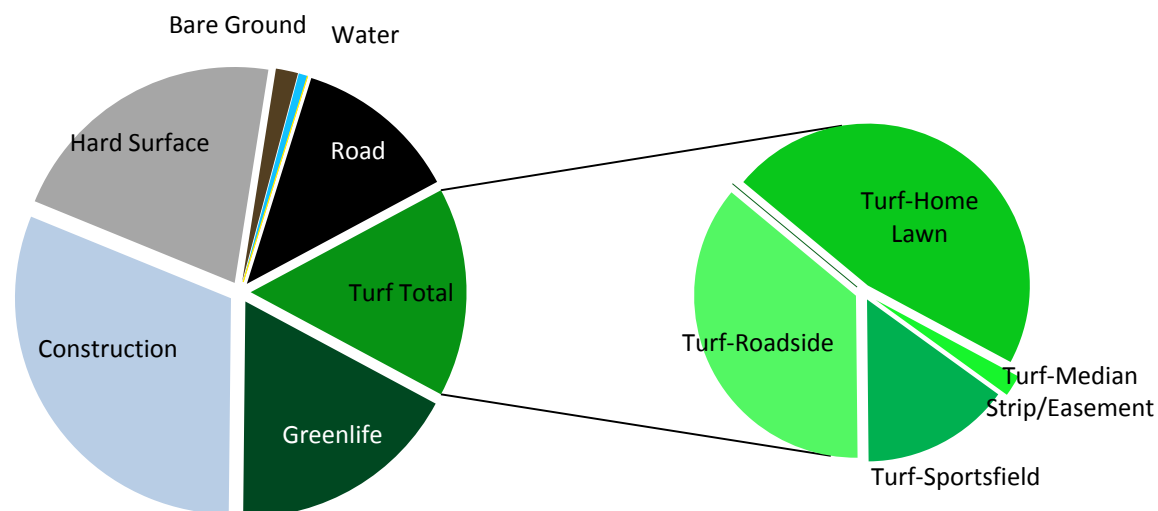 Bare Ground
Water
Hard Surface
Road
Turf-Home
Lawn
Turf Total
Construction
Turf-Roadside
Turf-Median
Strip/Easement
Greenlife
Turf-Sportsfield